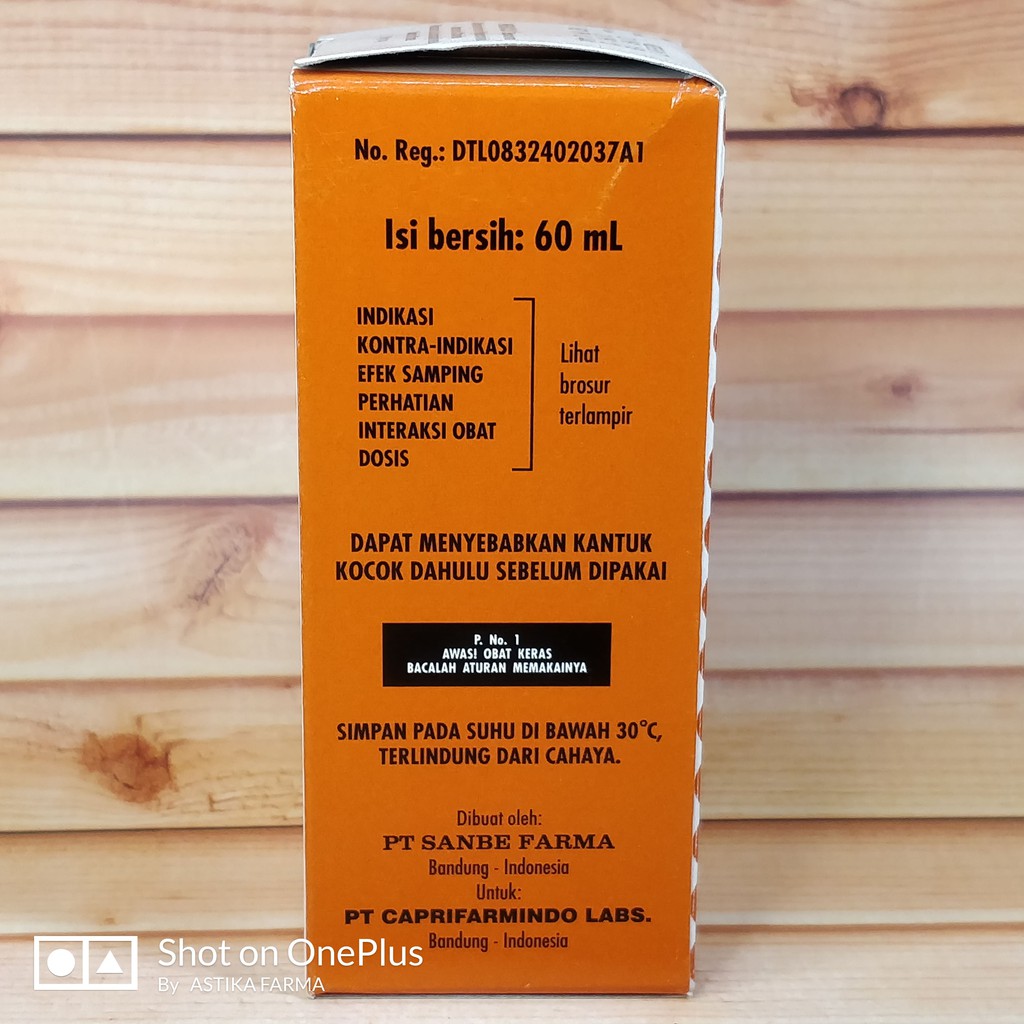 No. Reg.: DTL0832402037A1
Isi bersih: 60 mL
INDIKASI
KONTRA-INDIKASI
EFEK SAMPING
PERHATIAN
INTERAKSI OBAT
DOSIS
Lihat
brosur
terlampir
DAPAT MENYEBABKAN KANTUK
KOCOK DAHULU SEBELUM DIPAKAI
P. No. 1
AWAS! OBAT KERAS
BACALAH ATURAN MEMAKAINYA
SIMPAN PADA SUHU DI BAWAH 30°C,
TERLINDUNG DARI CAHAYA.
Dibuat oleh:
PT SANBE FARMA
Bandung - Indonesia
Untuk:
PT CAPRIFARMINDO LABS.
Bandung - Indonesia
Shot on OnePlus
By ASTIKA FARMA